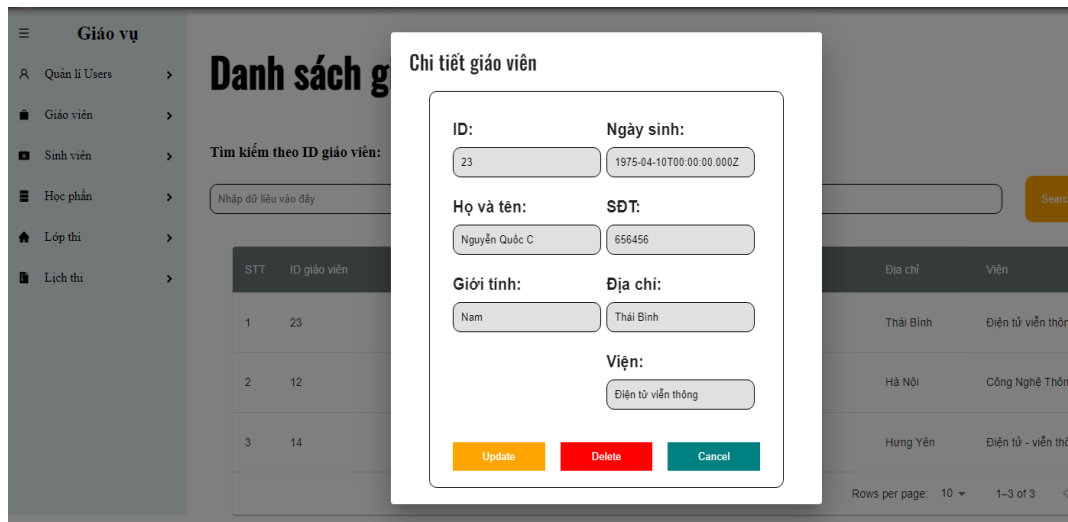 Giáo vụ
Quản lí Users
Giáo viên
Sinh viên
Học phần
Lớp thi
Lịch thi
Danh sách g
Tìm kiếm theo ID giáo viên:
Nhập dữ liệu vào đây
Searc
STT ID giáo viên Địa chỉ Viện
1 23 Thái Bình Điện tử viễn thôn
2 12 Hà Nội Công Nghệ Thôn
3 14 Hưng Yên Điện tử - viễn thô
Rows per page: 10 1–3 of 3
Chi tiết giáo viên
ID: Ngày sinh:
23 1975-04-10T00:00:00.000Z
Họ và tên: SĐT:
Nguyễn Quốc C 656456
Giới tính: Địa chỉ:
Nam Thái Bình
Viện:
Điện tử viễn thông
Update Delete Cancel